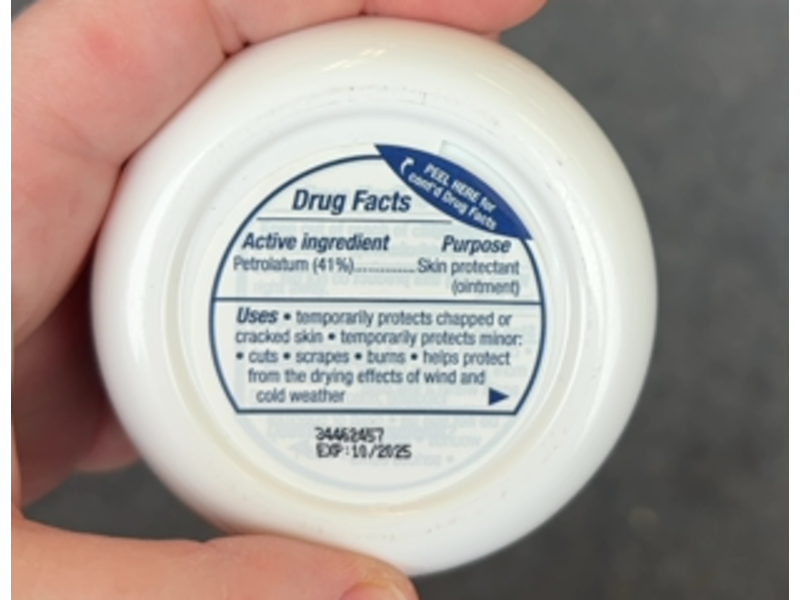 PEEL HERE for
cont'd Drug Facts
Drug Facts
Active ingredient Purpose
Petrolatum (41%)............Skin protectant
(ointment)
Uses • temporarily protects chapped or
cracked skin • temporarily protects minor:
• cuts • scrapes • burns • helps protect
from the drying effects of wind and
cold weather
34462457
EXP:10/2025